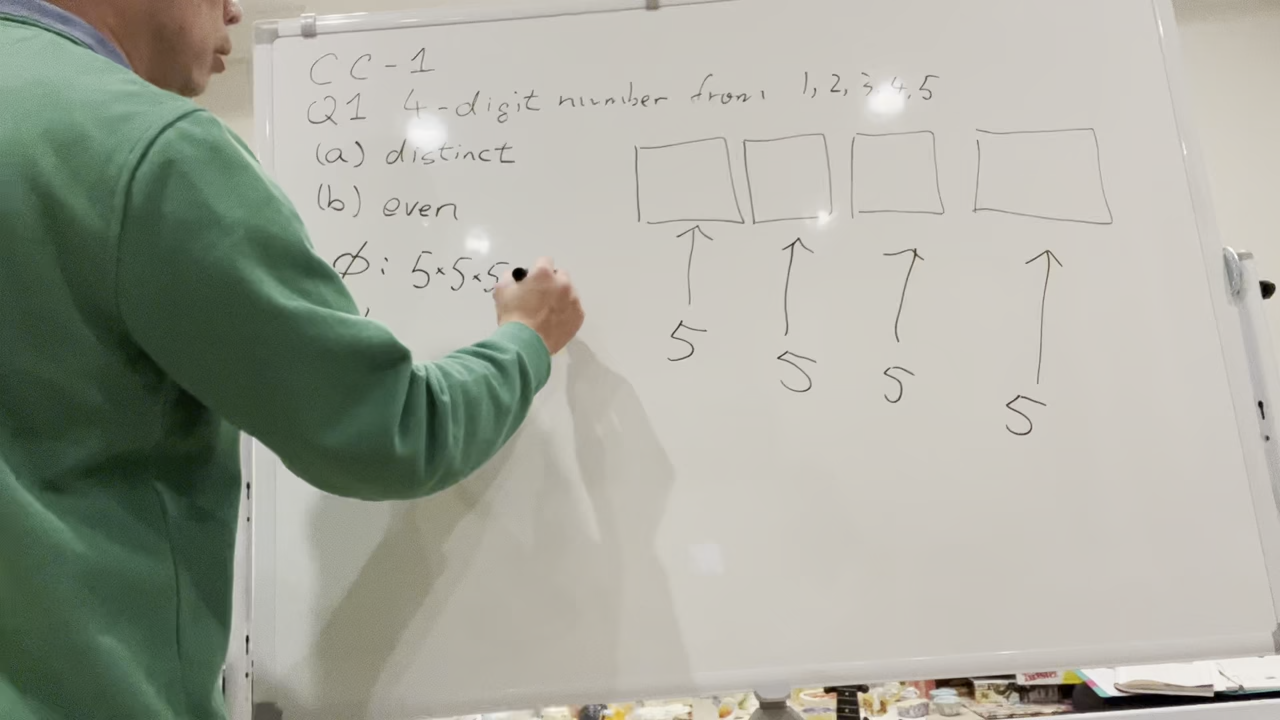 CC-1
Q1 4-digit number from: 1, 2, 3, 4, 5
(a) distinct
(b) even
∅: 5×5×5
5
5
5
5